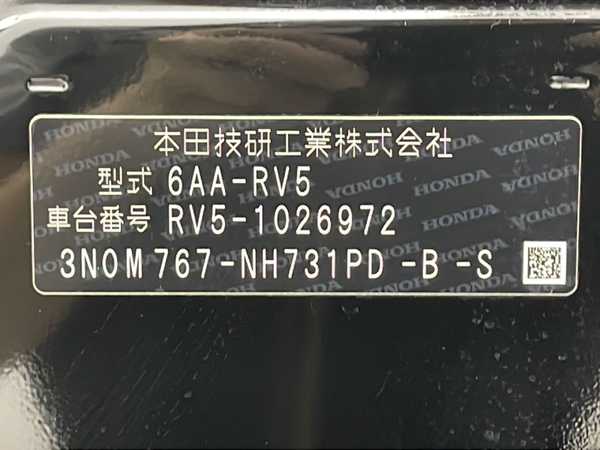 本田技研工業株式会社
型式 6AA-RV5
車台番号 RV5-1026972
3N0M767-NH731PD-B-S